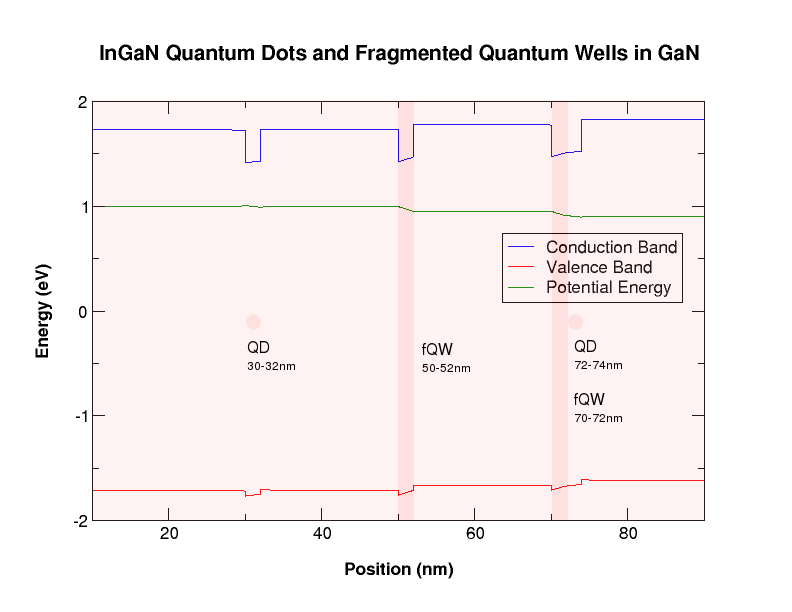 InGaN Quantum Dots and Fragmented Quantum Wells in GaN
2
1
0
-1
-2
Energy (eV)
Conduction Band
Valence Band
Potential Energy
QD
30-32nm
fQW
50-52nm
QD
72-74nm
fQW
70-72nm
20
40
60
80
Position (nm)